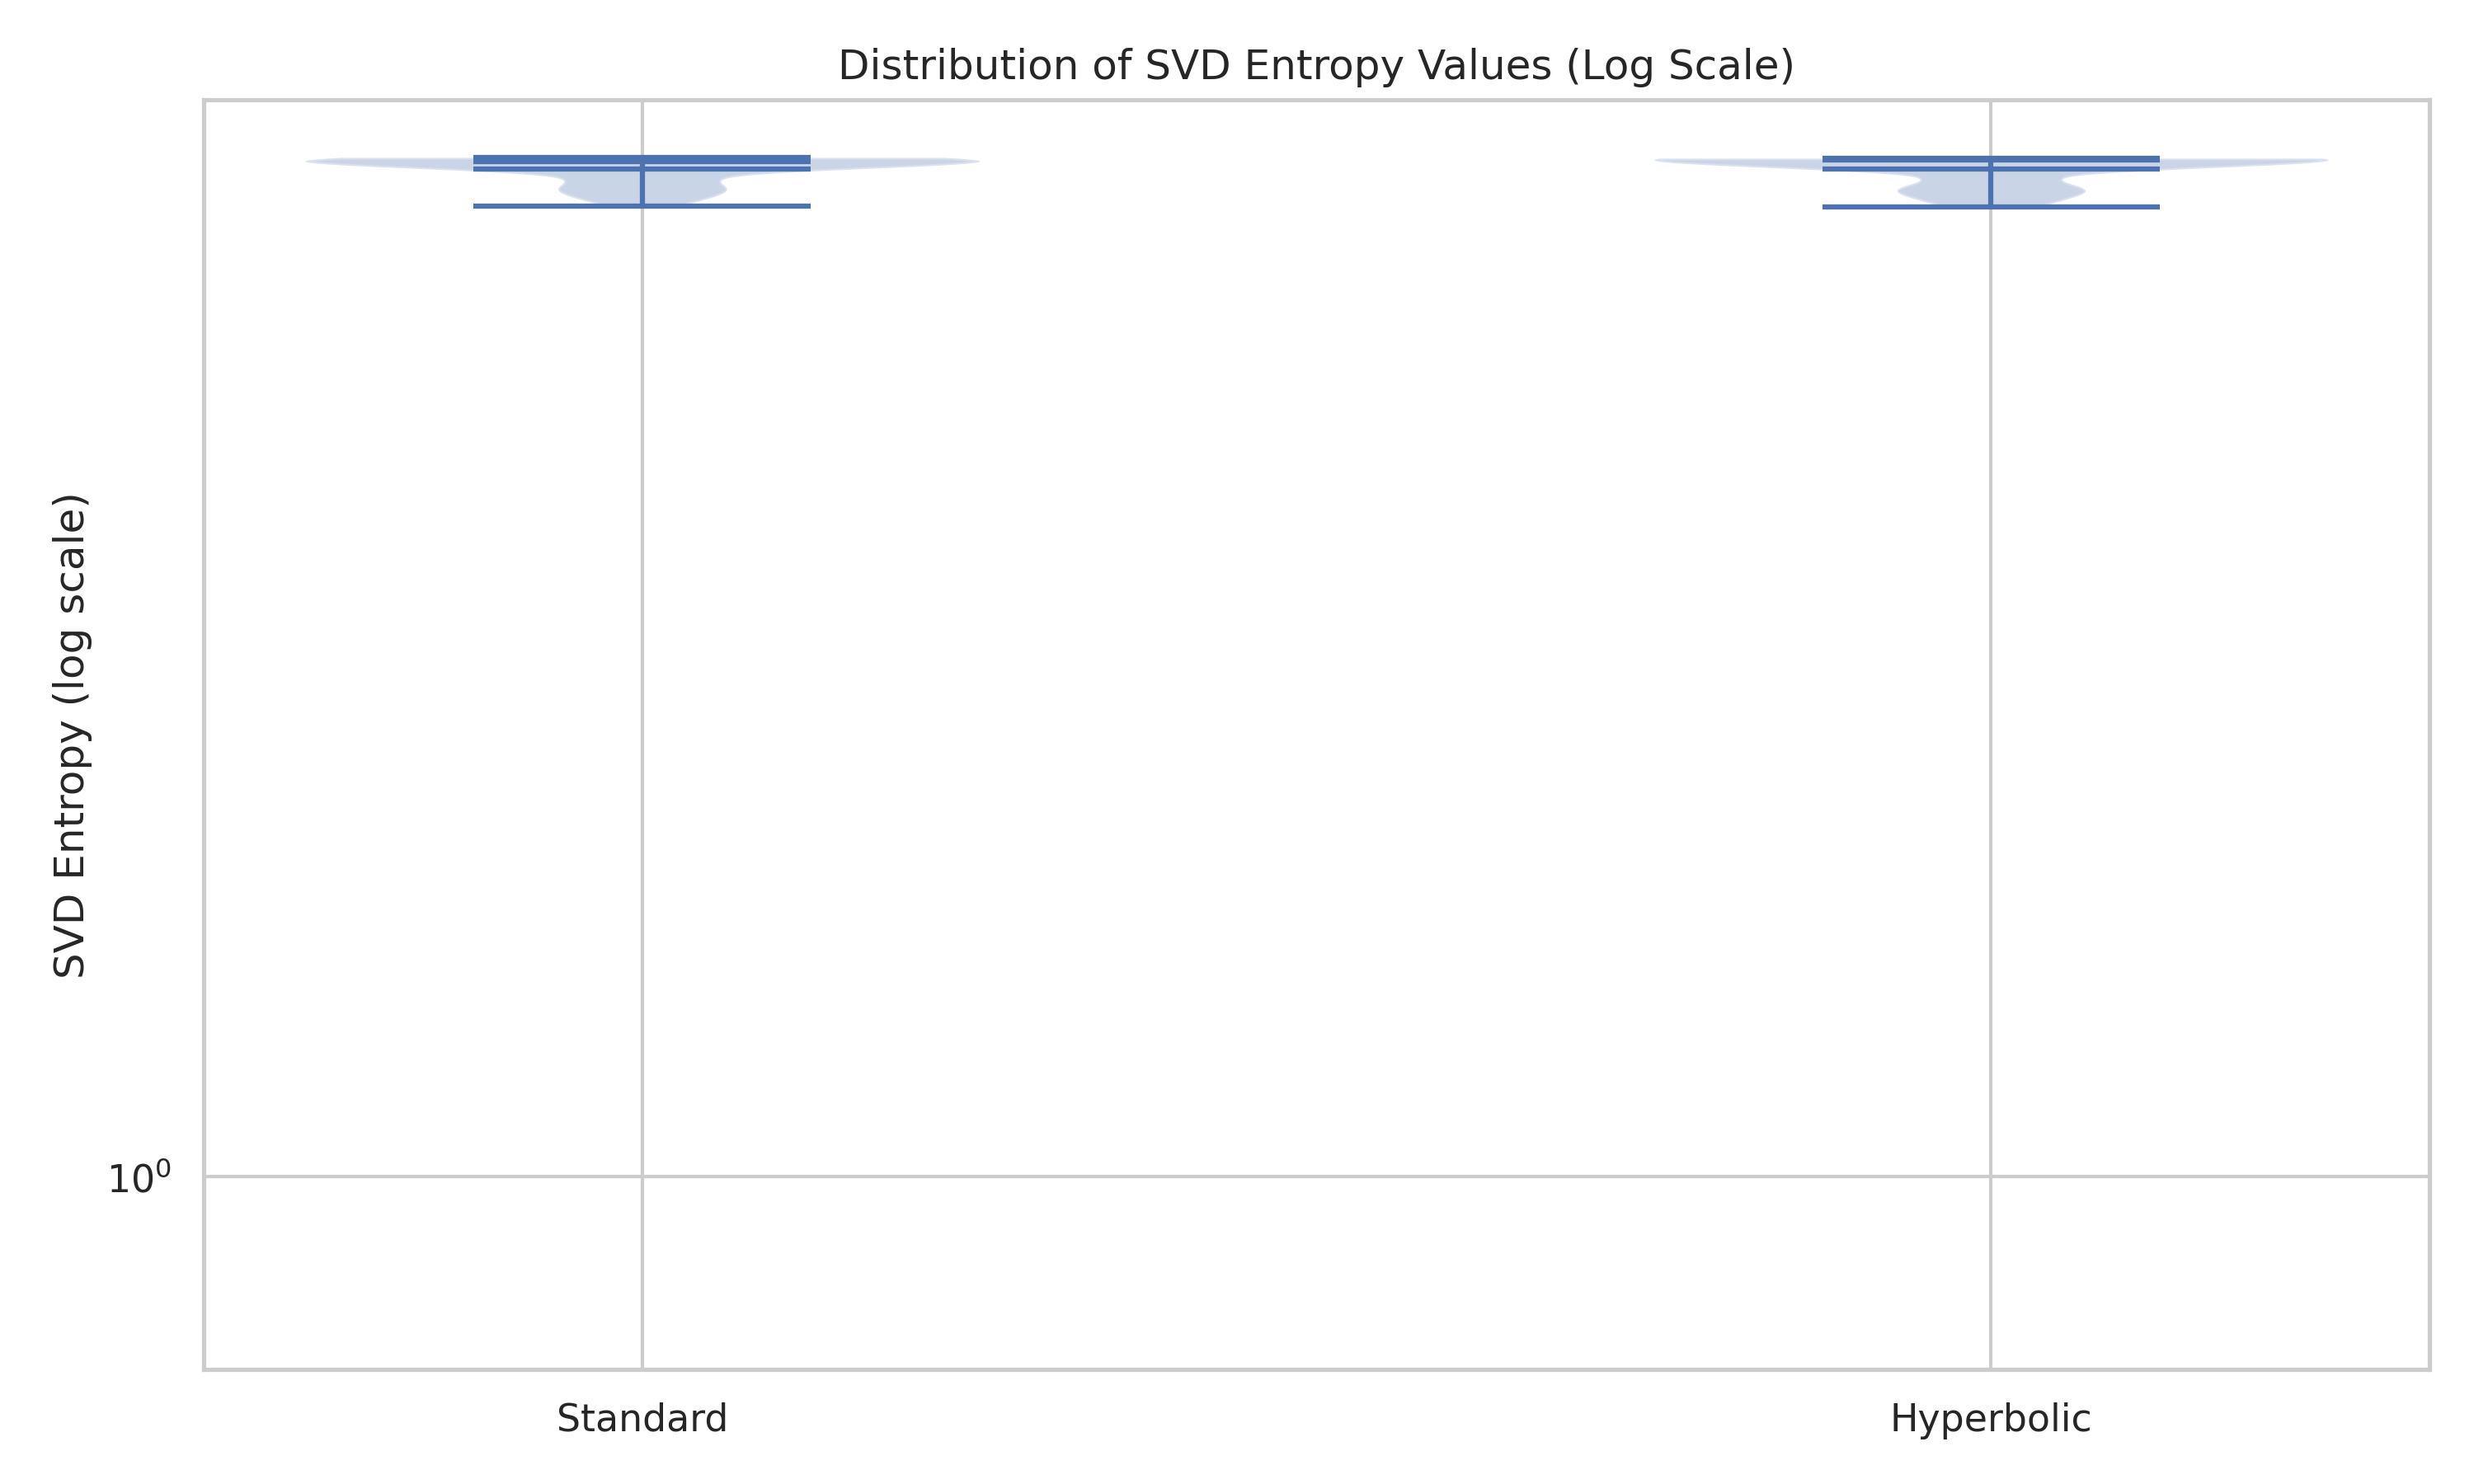 Distribution of SVD Entropy Values (Log Scale)
SVD Entropy (log scale)
10⁰
Standard
Hyperbolic